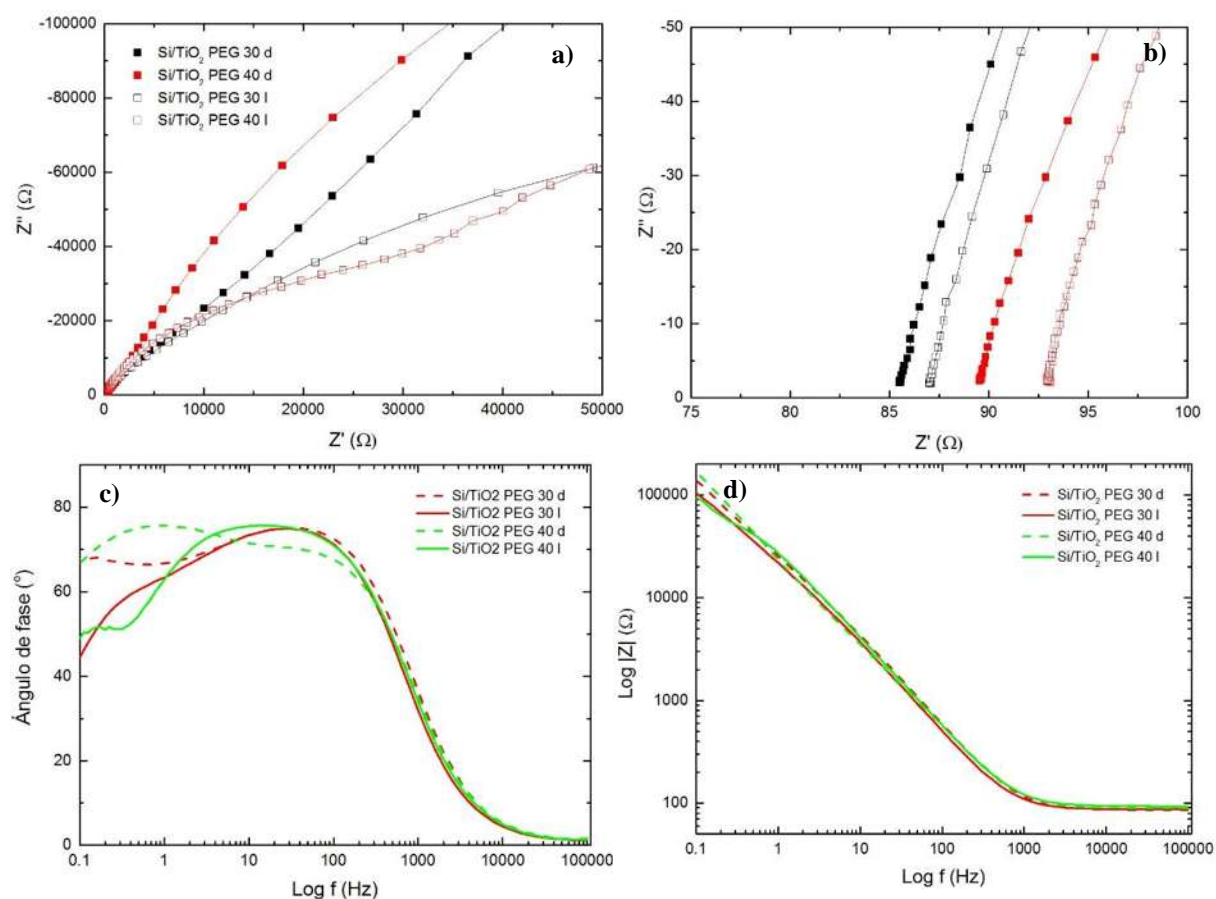 a)
-100000
-80000
-60000
-40000
-20000
0
Z'' (Ω)
Si/TiO₂ PEG 30 d
Si/TiO₂ PEG 40 d
Si/TiO₂ PEG 30 l
Si/TiO₂ PEG 40 l
0 10000 20000 30000 40000 50000
Z' (Ω)
b)
-50
-40
-30
-20
-10
0
Z'' (Ω)
75 80 85 90 95 100
Z' (Ω)
c)
80
60
40
20
0
Ángulo de fase (°)
Si/TiO2 PEG 30 d
Si/TiO2 PEG 30 l
Si/TiO2 PEG 40 d
Si/TiO2 PEG 40 l
0.1 1 10 100 1000 10000 100000
Log f (Hz)
d)
100000
10000
1000
100
Log |Z| (Ω)
Si/TiO₂ PEG 30 d
Si/TiO₂ PEG 30 l
Si/TiO₂ PEG 40 d
Si/TiO₂ PEG 40 l
0.1 1 10 100 1000 10000 100000
Log f (Hz)